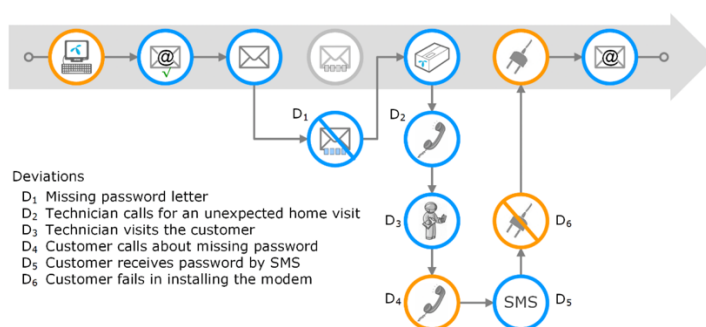 @
@
D1
D2
Deviations
D1 Missing password letter
D2 Technician calls for an unexpected home visit
D3 Technician visits the customer
D4 Customer calls about missing password
D5 Customer receives password by SMS
D6 Customer fails in installing the modem
D3
D6
D4
SMS
D5